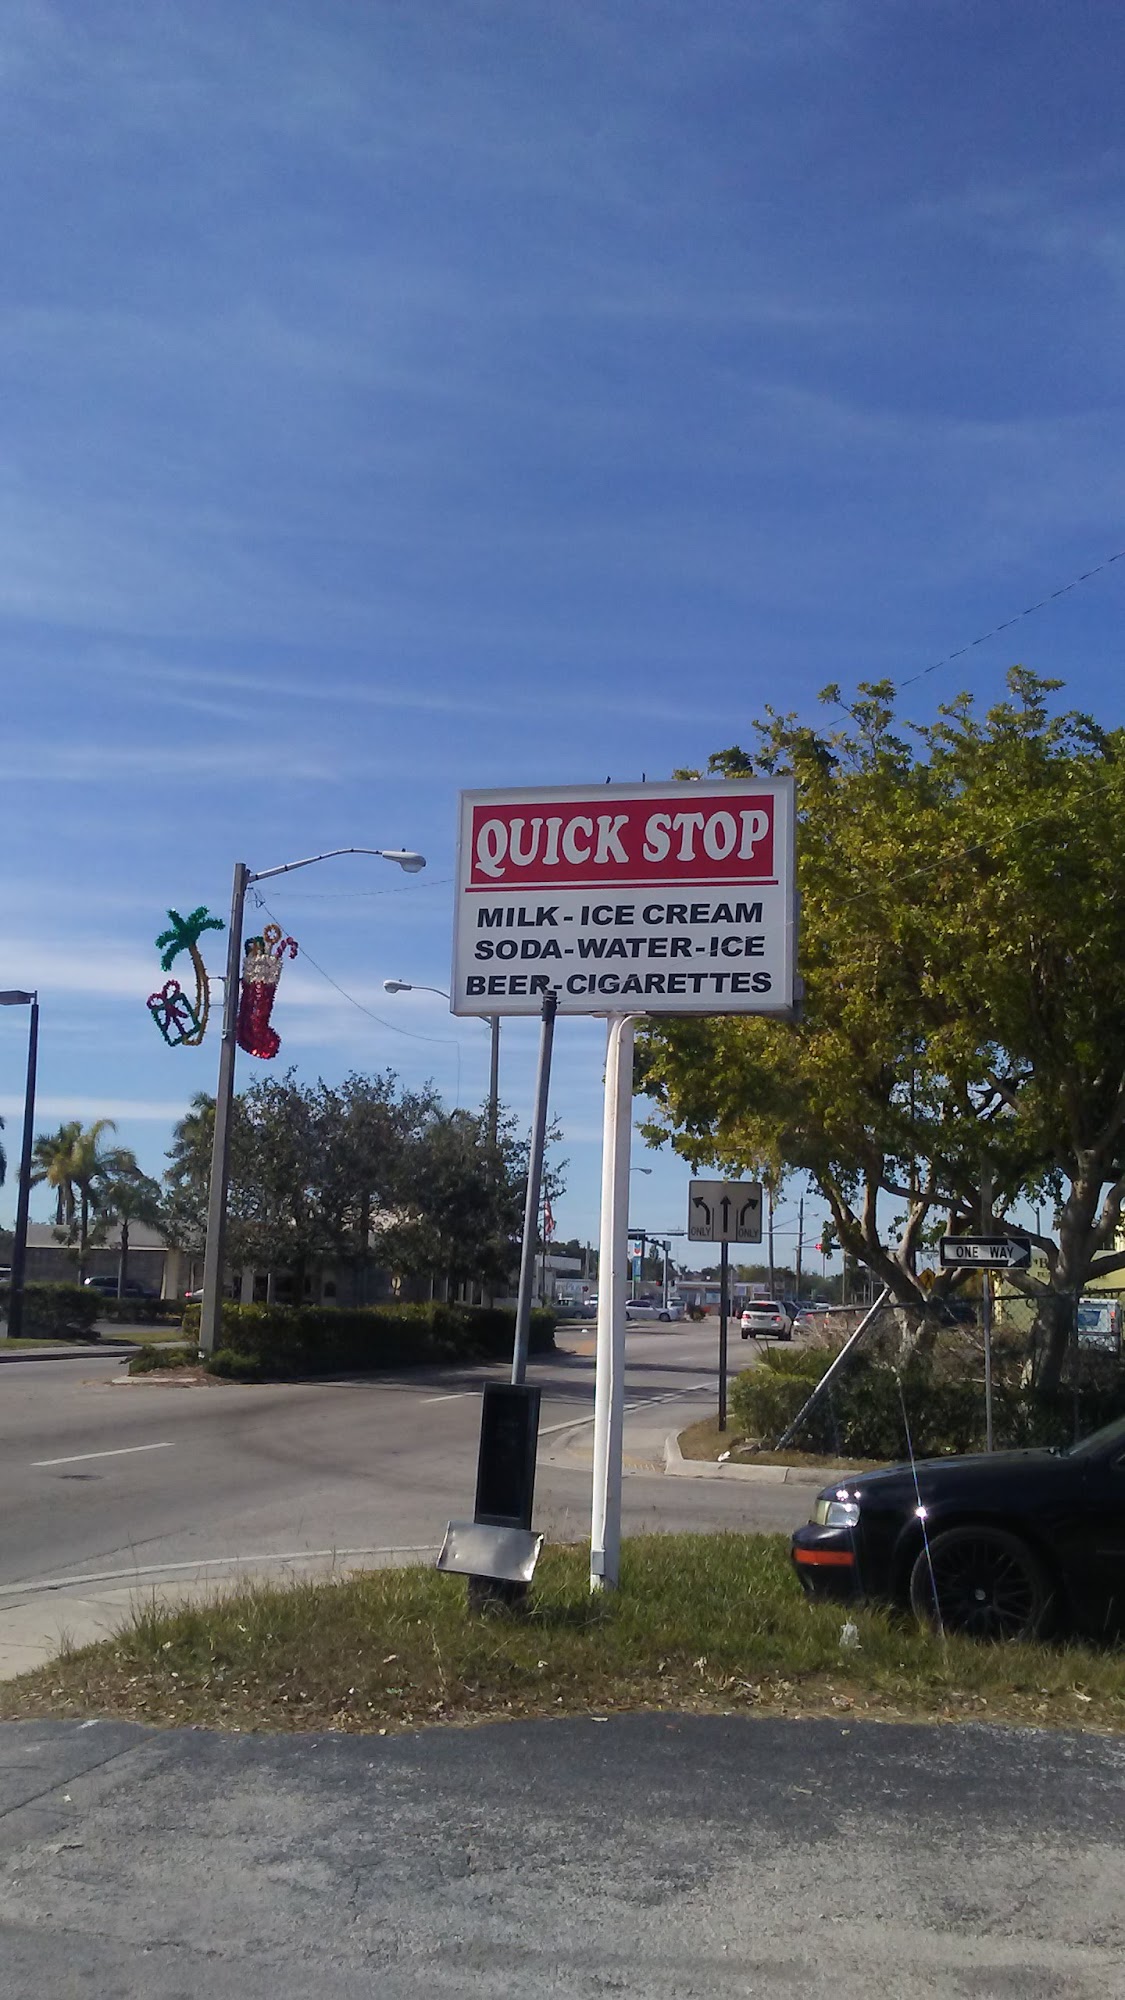 QUICK STOP
MILK - ICE CREAM
SODA-WATER-ICE
BEER-CIGARETTES
ONLY ONLY
ONE WAY